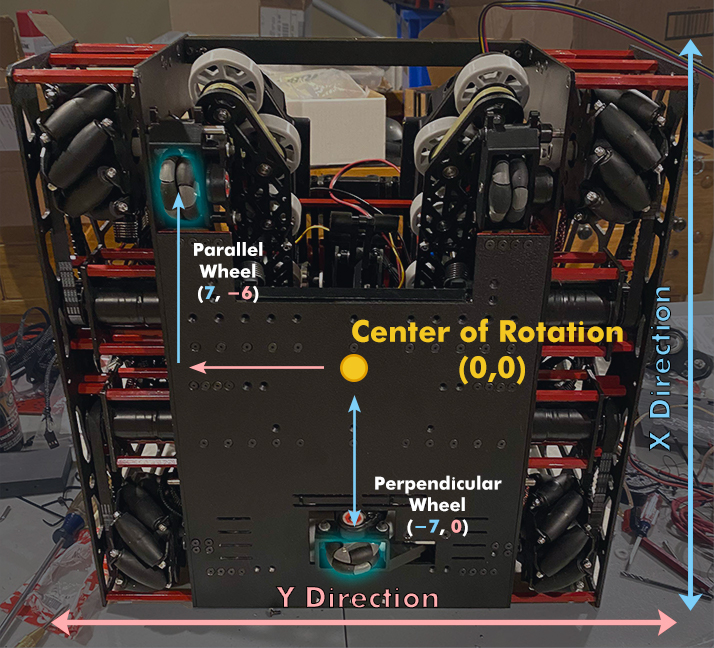 Parallel
Wheel
(7, −6)
Center of Rotation
(0,0)
X Direction
Perpendicular
Wheel
(−7, 0)
Y Direction